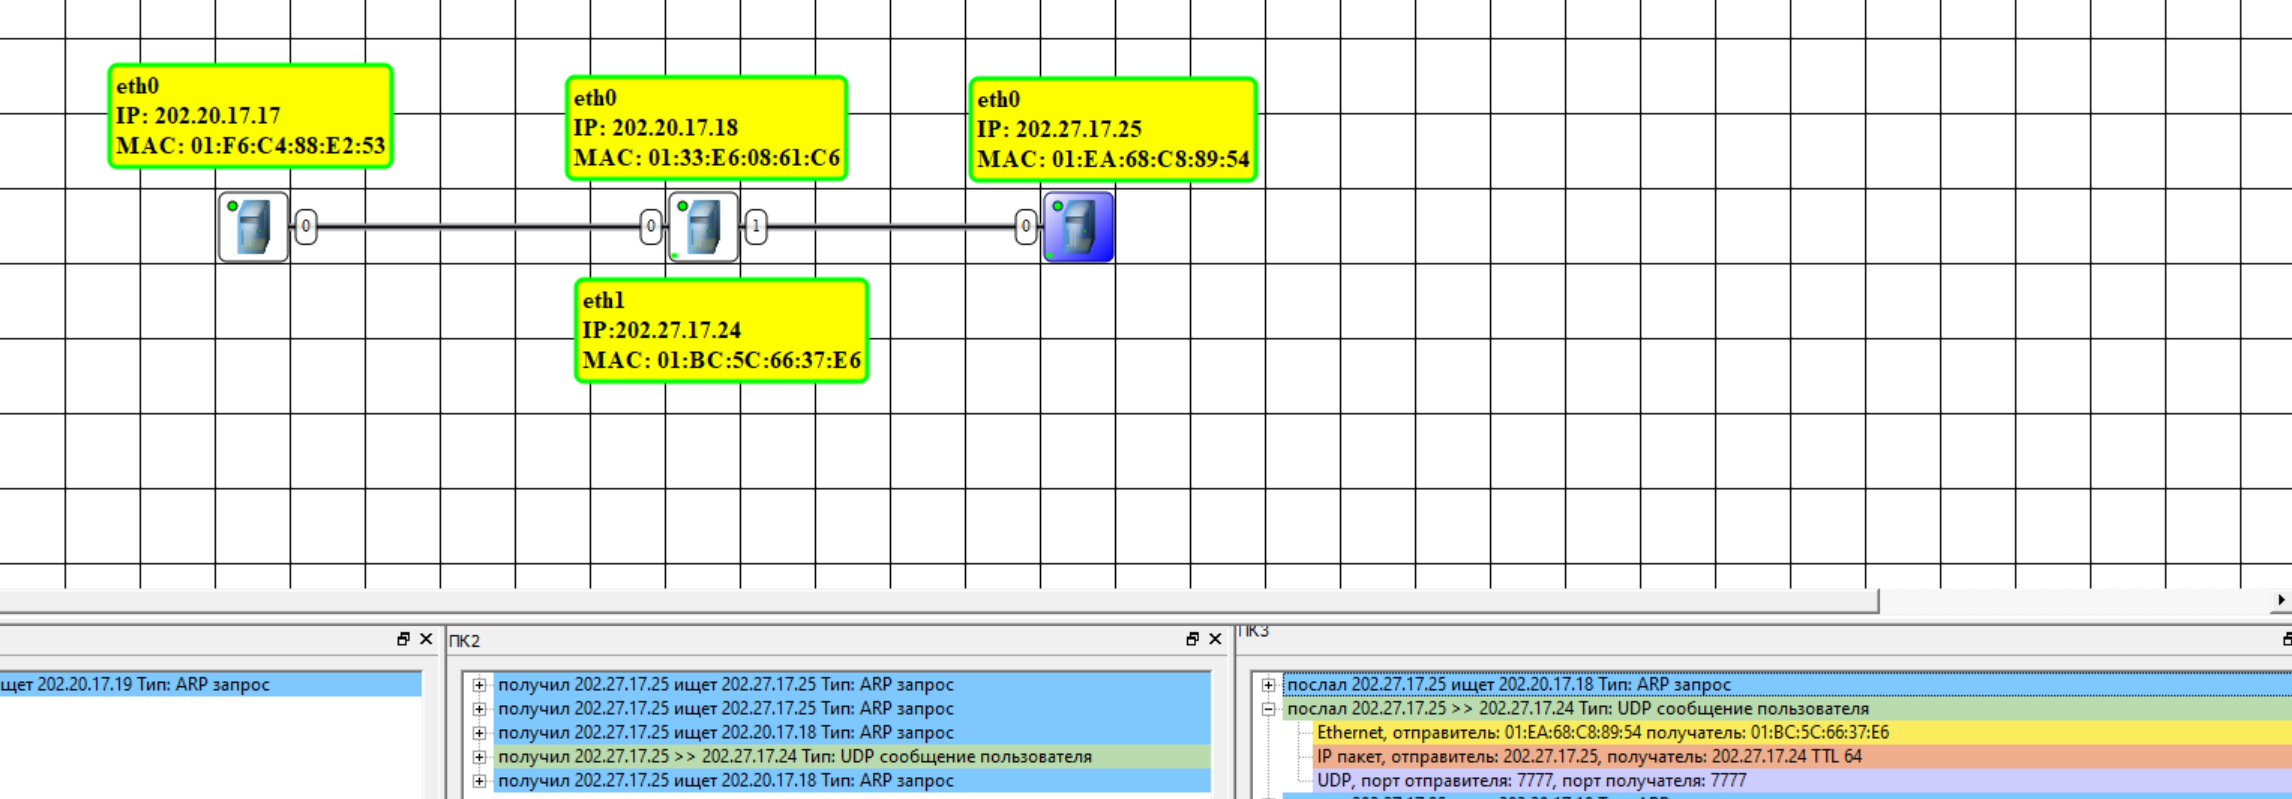 eth0
IP: 202.20.17.17
MAC: 01:F6:C4:88:E2:53
eth0
IP: 202.20.17.18
MAC: 01:33:E6:08:61:C6
eth0
IP: 202.27.17.25
MAC: 01:EA:68:C8:89:54
0
0
1
0
eth1
IP:202.27.17.24
MAC: 01:BC:5C:66:37:E6
щет 202.20.17.19 Тип: ARP запрос
ПК2
получил 202.27.17.25 ищет 202.27.17.25 Тип: ARP запрос
получил 202.27.17.25 ищет 202.27.17.25 Тип: ARP запрос
получил 202.27.17.25 ищет 202.20.17.18 Тип: ARP запрос
получил 202.27.17.25 >> 202.27.17.24 Тип: UDP сообщение пользователя
получил 202.27.17.25 ищет 202.20.17.18 Тип: ARP запрос
ПК3
послал 202.27.17.25 ищет 202.20.17.18 Тип: ARP запрос
послал 202.27.17.25 >> 202.27.17.24 Тип: UDP сообщение пользователя
Ethernet, отправитель: 01:EA:68:C8:89:54 получатель: 01:BC:5C:66:37:E6
IP пакет, отправитель: 202.27.17.25, получатель: 202.27.17.24 TTL 64
UDP, порт отправителя: 7777, порт получателя: 7777